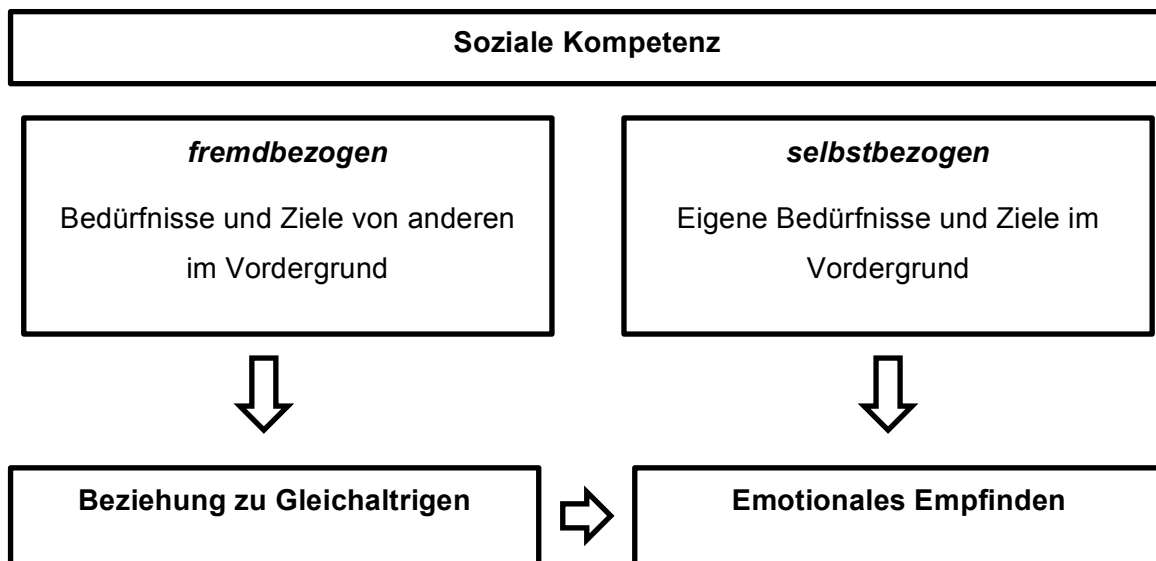 Soziale Kompetenz
fremdbezogen
Bedürfnisse und Ziele von anderen
im Vordergrund
selbstbezogen
Eigene Bedürfnisse und Ziele im
Vordergrund
Beziehung zu Gleichaltrigen
Emotionales Empfinden